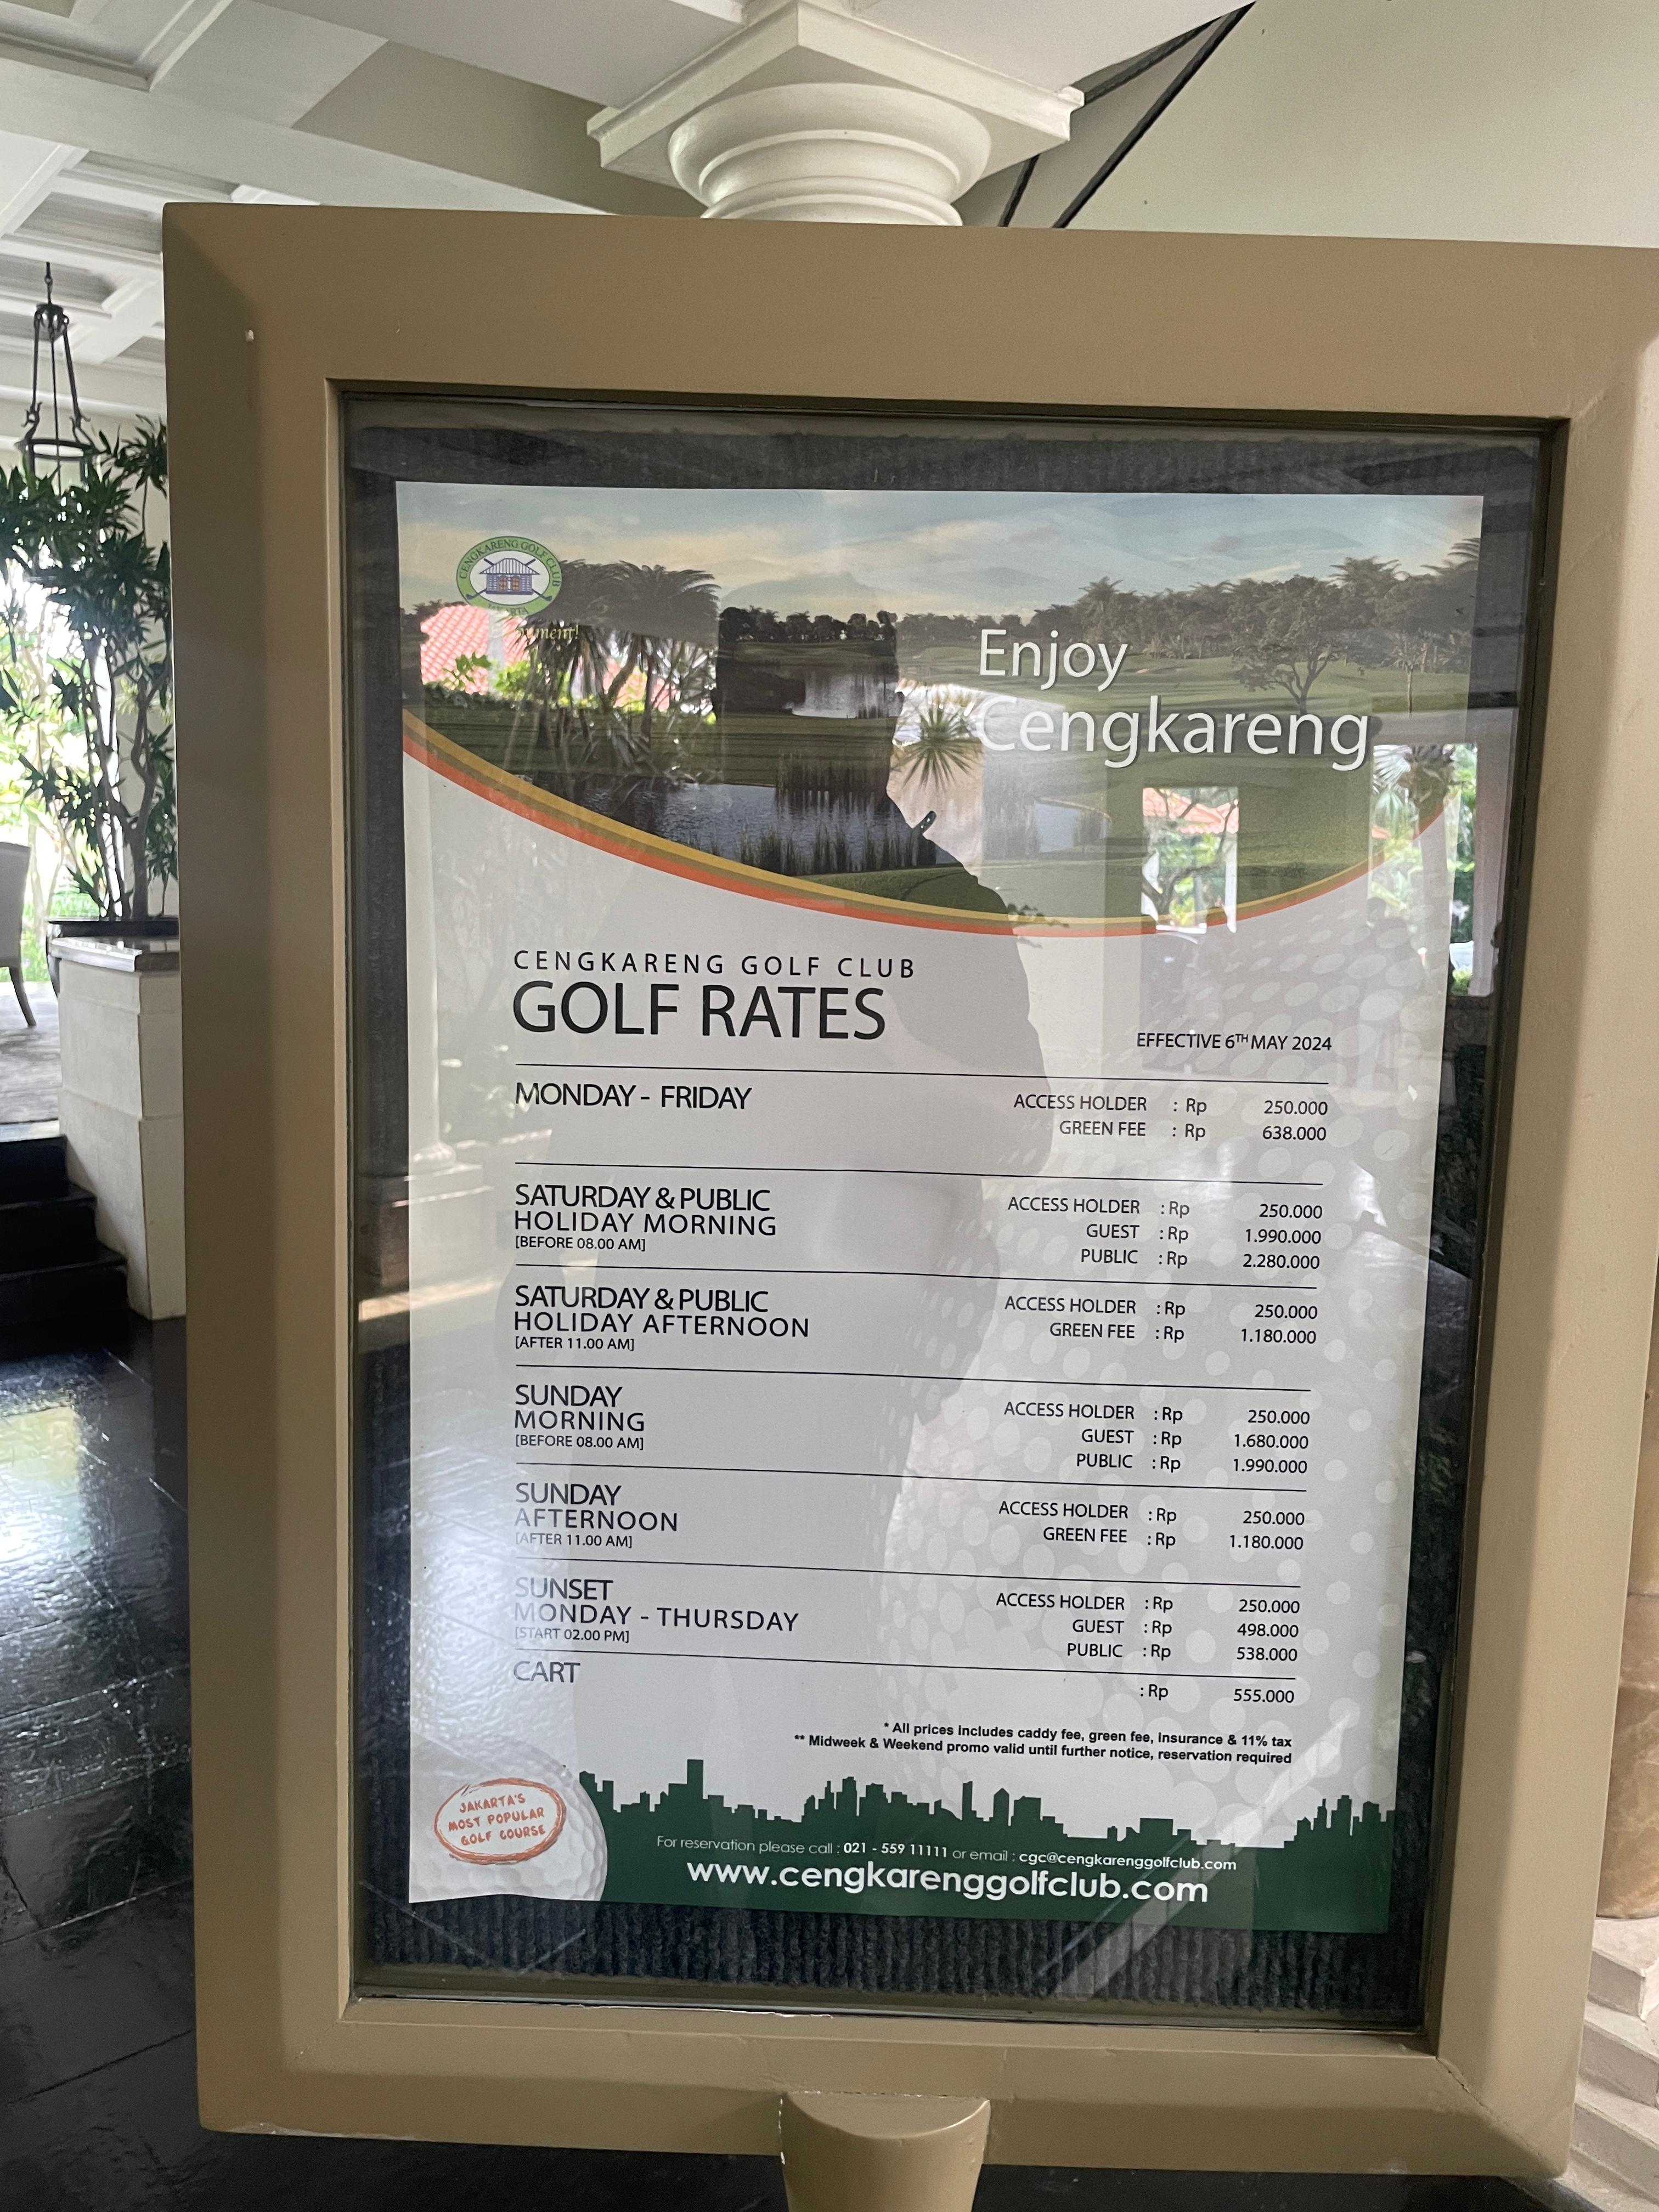 CENGKARENG GOLF CLUB
Enjoy
Cengkareng
CENGKARENG GOLF CLUB
GOLF RATES
EFFECTIVE 6TH MAY 2024
MONDAY - FRIDAY
ACCESS HOLDER : Rp 250.000
GREEN FEE : Rp 638.000
SATURDAY & PUBLIC
HOLIDAY MORNING
[BEFORE 08.00 AM]
ACCESS HOLDER : Rp 250.000
GUEST : Rp 1.990.000
PUBLIC : Rp 2.280.000
SATURDAY & PUBLIC
HOLIDAY AFTERNOON
[AFTER 11.00 AM]
ACCESS HOLDER : Rp 250.000
GREEN FEE : Rp 1.180.000
SUNDAY
MORNING
[BEFORE 08.00 AM]
ACCESS HOLDER : Rp 250.000
GUEST : Rp 1.680.000
PUBLIC : Rp 1.990.000
SUNDAY
AFTERNOON
[AFTER 11.00 AM]
ACCESS HOLDER : Rp 250.000
GREEN FEE : Rp 1.180.000
SUNSET
MONDAY - THURSDAY
[START 02.00 PM]
ACCESS HOLDER : Rp 250.000
GUEST : Rp 498.000
PUBLIC : Rp 538.000
CART
: Rp 555.000
* All prices includes caddy fee, green fee, insurance & 11% tax
** Midweek & Weekend promo valid until further notice, reservation required
JAKARTA'S
MOST POPULAR
GOLF COURSE
For reservation please call : 021 - 559 11111 or email : cgc@cengkarenggolfclub.com
www.cengkarenggolfclub.com